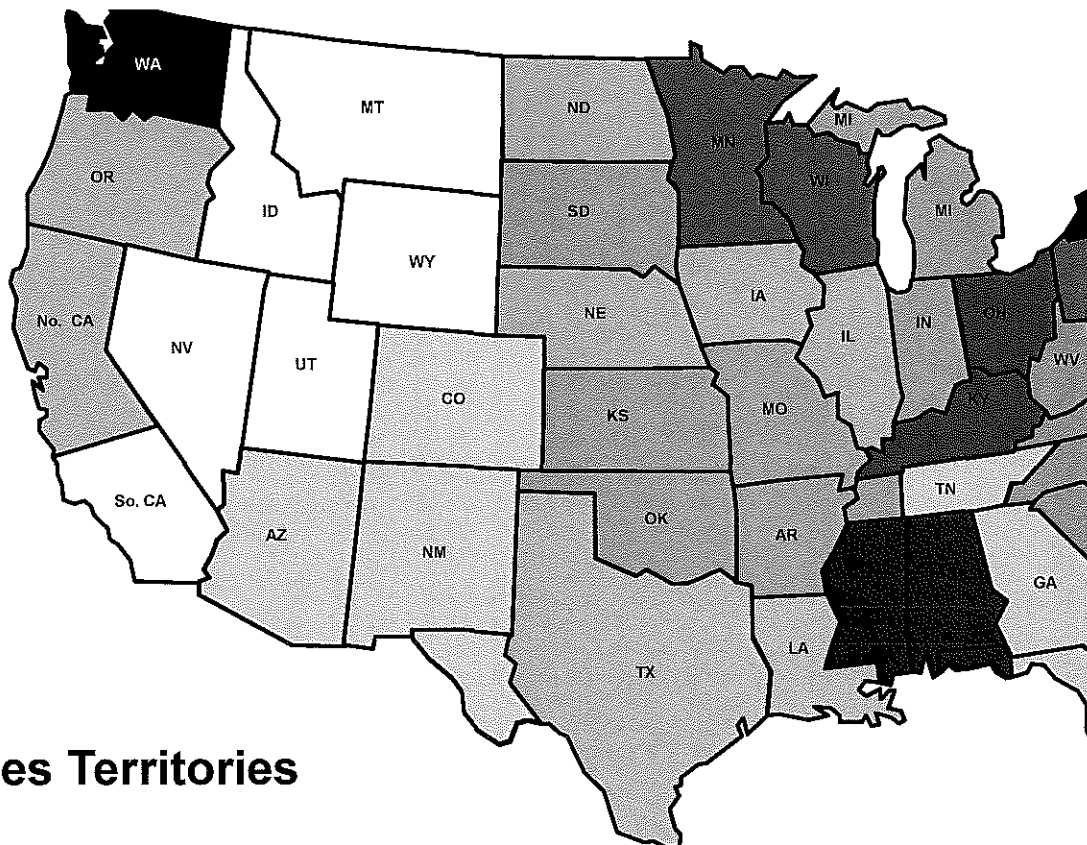 WA
MT
ND
MN
MI
OR
ID
SD
WI
MI
WY
No. CA
NE
IA
IL
IN
OH
NV
UT
WV
CO
KS
MO
KY
So. CA
TN
AZ
NM
OK
AR
GA
LA
TX
es Territories